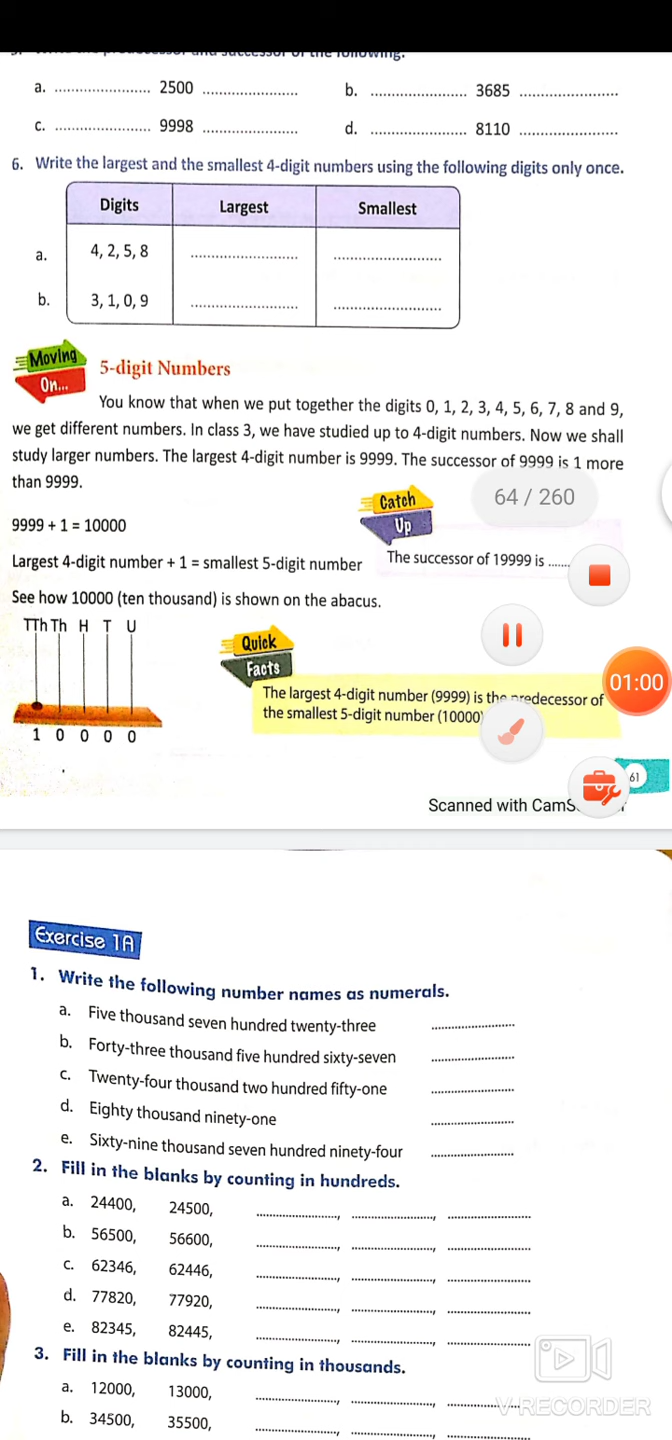 the following.
a. ...................... 2500 ......................
b. ...................... 3685 ......................
c. ...................... 9998 ......................
d. ...................... 8110 ......................
6. Write the largest and the smallest 4-digit numbers using the following digits only once.
Digits Largest Smallest
a. 4, 2, 5, 8 ......................... .........................
b. 3, 1, 0, 9 ......................... .........................
Moving
On...
5-digit Numbers
You know that when we put together the digits 0, 1, 2, 3, 4, 5, 6, 7, 8 and 9,
we get different numbers. In class 3, we have studied up to 4-digit numbers. Now we shall
study larger numbers. The largest 4-digit number is 9999. The successor of 9999 is 1 more
than 9999.
64 / 260
Catch
Up
9999 + 1 = 10000
The successor of 19999 is ......
Largest 4-digit number + 1 = smallest 5-digit number
See how 10000 (ten thousand) is shown on the abacus.
TTh Th H T U
1 0 0 0 0
Quick
Facts
The largest 4-digit number (9999) is the predecessor of
the smallest 5-digit number (10000)
01:00
61
Scanned with CamS
Exercise 1A
1. Write the following number names as numerals.
a. Five thousand seven hundred twenty-three ......................
b. Forty-three thousand five hundred sixty-seven ......................
c. Twenty-four thousand two hundred fifty-one ......................
d. Eighty thousand ninety-one ......................
e. Sixty-nine thousand seven hundred ninety-four ......................
2. Fill in the blanks by counting in hundreds.
a. 24400, 24500, ......................, ......................, ......................
b. 56500, 56600, ......................, ......................, ......................
c. 62346, 62446, ......................, ......................, ......................
d. 77820, 77920, ......................, ......................, ......................
e. 82345, 82445, ......................, ......................, ......................
3. Fill in the blanks by counting in thousands.
a. 12000, 13000, ......................, ......................, ......................
b. 34500, 35500, ......................, ......................, ......................
V RECORDER